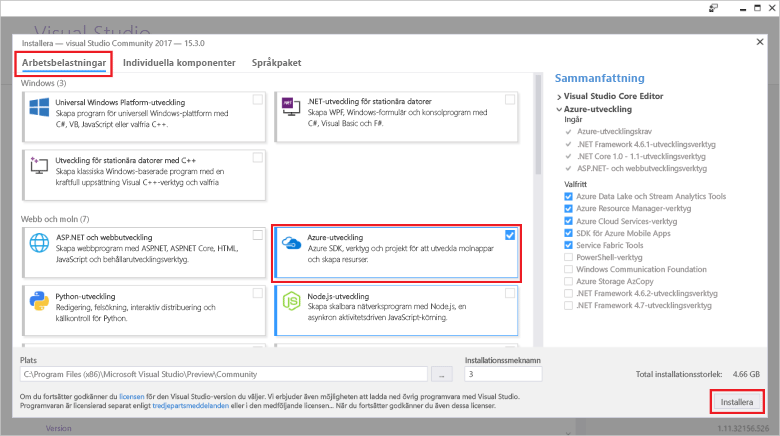 Visual Studio
Installera — visual Studio Community 2017 — 15.3.0
Arbetsbelastningar Individuella komponenter Språkpaket
Windows (3)
Universal Windows Platform-utveckling
Skapa program för universell Windows-plattform med
C#, VB, JavaScript eller valfria C++.
.NET-utveckling för stationära datorer
Skapa WPF, Windows-formulär och konsolprogram med
C#, Visual Basic och F#.
Utveckling för stationära datorer med C++
Skapa klassiska Windows-baserade program med en
kraftfull uppsättning Visual C++-verktyg och valfria
Webb och moln (7)
ASP.NET och webbutveckling
Skapa webbprogram med ASPNET, ASPNET Core, HTML,
JavaScript och behållarutvecklingsverktyg.
Azure-utveckling
Azure SDK, verktyg och projekt för att utveckla molnappar
och skapa resurser.
Python-utveckling
Redigering, felsökning, interaktiv distribuering och
källkontroll för Python.
Node.js-utveckling
Skapa skalbara nätverksprogram med Node.js, en
asynkron aktivitetsdriven JavaScript-körning.
Sammanfattning
Visual Studio Core Editor
Azure-utveckling
Ingår
Azure-utvecklingskrav
.NET Framework 4.6.1-utvecklingsverktyg
.NET Core 1.0 - 1.1-utvecklingsverktyg
ASP.NET- och webbutvecklingsverktyg
Valfritt
Azure Data Lake och Stream Analytics Tools
Azure Resource Manager-verktyg
Azure Cloud Services-verktyg
SDK för Azure Mobile Apps
Service Fabric Tools
PowerShell-verktyg
Windows Communication Foundation
Azure Storage AzCopy
.NET Framework 4.6.2-utvecklingsverktyg
.NET Framework 4.7-utvecklingsverktyg
Plats
C:\Program Files (x86)\Microsoft Visual Studio\Preview\Community
...
Installationssmeknamn
3
Total installationsstorlek: 4.66 GB
Om du fortsätter godkänner du licensen för den Visual Studio-version du väljer. Vi erbjuder även möjligheten att ladda ned övrig programvara med Visual Studio.
Programvaran är licensierad separat enligt tredjepartsmeddelanden eller i den medföljande licensen... När du fortsätter godkänner du även dessa licenser.
Installera
Version
1.11.32156.526